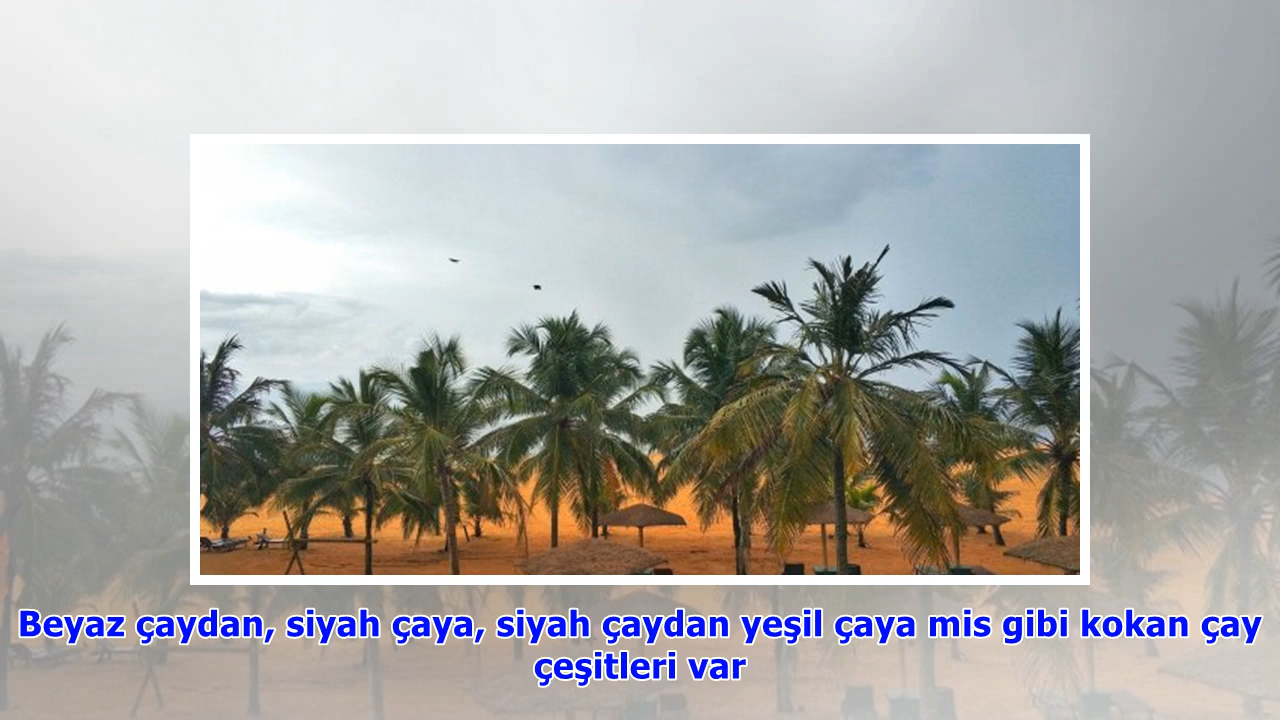 Beyaz çaydan, siyah çaya, siyah çaydan yeşil çaya mis gibi kokan çay
çeşitleri var